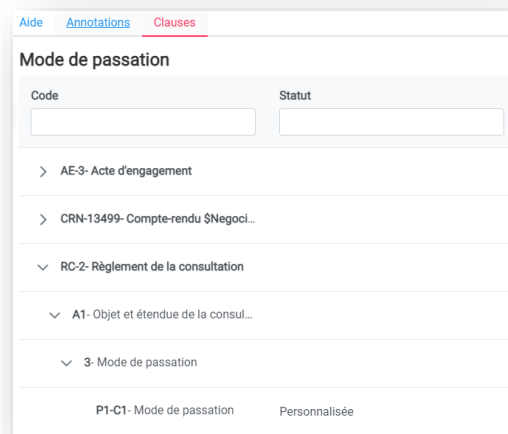 Aide Annotations Clauses
Mode de passation
Code Statut
AE-3- Acte d'engagement
CRN-13499- Compte-rendu $Negoci...
RC-2- Règlement de la consultation
A1- Objet et étendue de la consul...
3- Mode de passation
P1-C1- Mode de passation Personnalisée